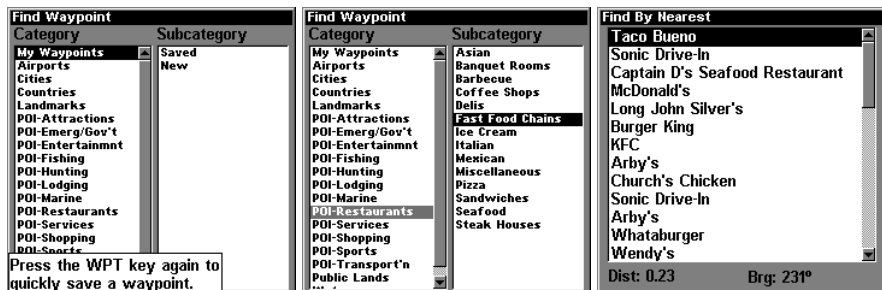 Find Waypoint
Category Subcategory
My Waypoints
Airports
Cities
Countries
Landmarks
POI-Attractions
POI-Emerg/Gov't
POI-Entertainmnt
POI-Fishing
POI-Hunting
POI-Lodging
POI-Marine
POI-Restaurants
POI-Services
POI-Shopping
POI-Sports
Saved
New
Press the WPT key again to
quickly save a waypoint.
Find Waypoint
Category Subcategory
My Waypoints
Airports
Cities
Countries
Landmarks
POI-Attractions
POI-Emerg/Gov't
POI-Entertainmnt
POI-Fishing
POI-Hunting
POI-Lodging
POI-Marine
POI-Restaurants
POI-Services
POI-Shopping
POI-Sports
POI-Transport'n
Public Lands
Asian
Banquet Rooms
Barbecue
Coffee Shops
Delis
Fast Food Chains
Ice Cream
Italian
Mexican
Miscellaneous
Pizza
Sandwiches
Seafood
Steak Houses
Find By Nearest
Taco Bueno
Sonic Drive-In
Captain D's Seafood Restaurant
McDonald's
Long John Silver's
Burger King
KFC
Arby's
Church's Chicken
Sonic Drive-In
Arby's
Whataburger
Wendy's
Dist: 0.23 Brg: 231º